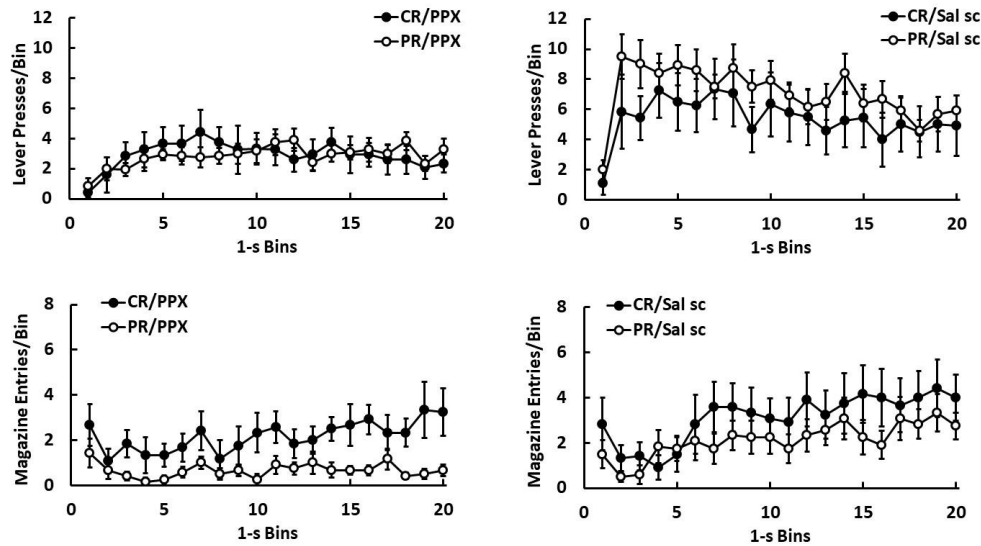 CR/PPX
PR/PPX
Lever Presses/Bin
12
10
8
6
4
2
0
0 5 10 15 20
1-s Bins
CR/Sal sc
PR/Sal sc
Lever Presses/Bin
12
10
8
6
4
2
0
0 5 10 15 20
1-s Bins
CR/PPX
PR/PPX
Magazine Entries/Bin
8
6
4
2
0
0 5 10 15 20
1-s Bins
CR/Sal sc
PR/Sal sc
Magazine Entries/Bin
8
6
4
2
0
0 5 10 15 20
1-s Bins